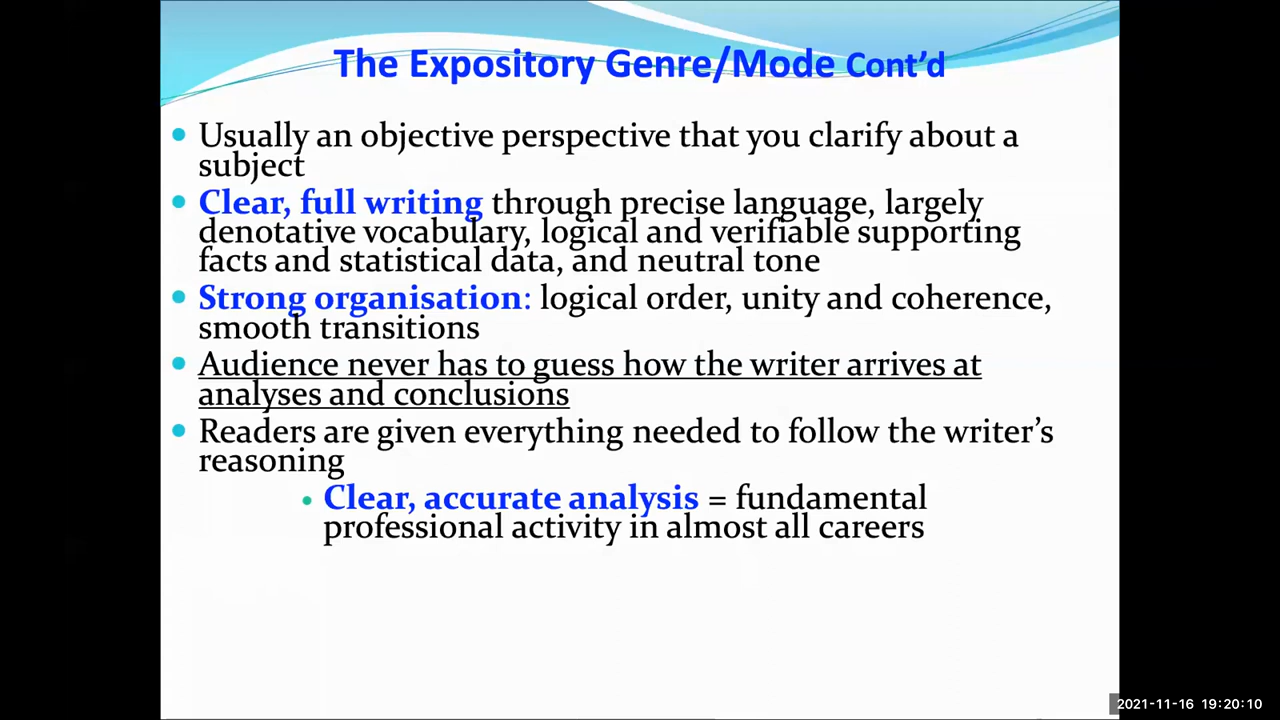 The Expository Genre/Mode Cont’d
• Usually an objective perspective that you clarify about a
subject
• Clear, full writing through precise language, largely
denotative vocabulary, logical and verifiable supporting
facts and statistical data, and neutral tone
• Strong organisation: logical order, unity and coherence,
smooth transitions
• Audience never has to guess how the writer arrives at
analyses and conclusions
• Readers are given everything needed to follow the writer’s
reasoning
• Clear, accurate analysis = fundamental
professional activity in almost all careers
2021-11-16 19:20:10